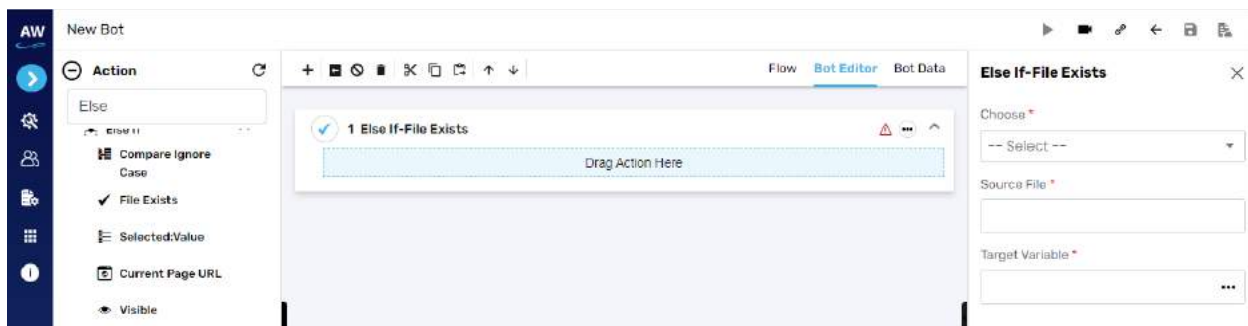 AW
New Bot
Action
Else
Else If
Compare Ignore
Case
File Exists
Selected:Value
Current Page URL
Visible
Flow
Bot Editor
Bot Data
1 Else If-File Exists
Drag Action Here
Else If-File Exists
Choose *
-- Select --
Source File *
Target Variable *